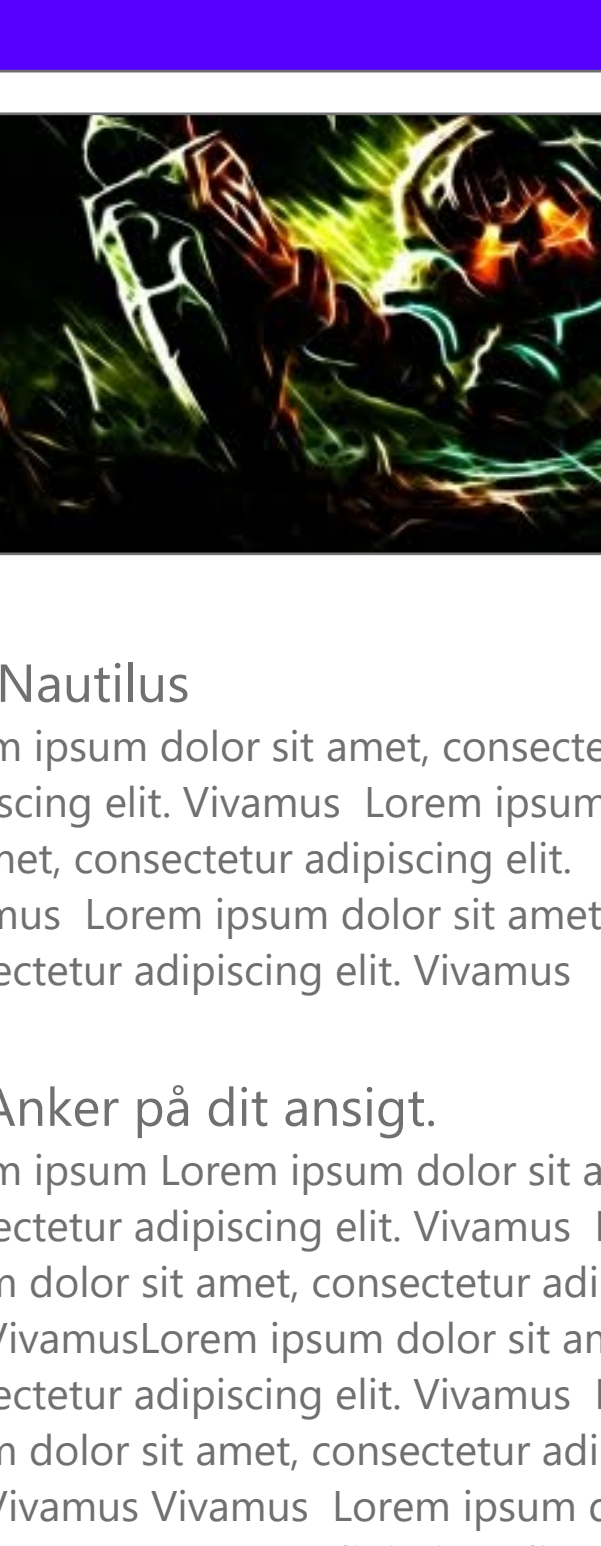 Nautilus
m ipsum dolor sit amet, consecte
scing elit. Vivamus  Lorem ipsum
net, consectetur adipiscing elit.
mus  Lorem ipsum dolor sit amet
ectetur adipiscing elit. Vivamus
Anker på dit ansigt.
m ipsum Lorem ipsum dolor sit a
ectetur adipiscing elit. Vivamus
m dolor sit amet, consectetur adi
VivamusLorem ipsum dolor sit an
ectetur adipiscing elit. Vivamus
m dolor sit amet, consectetur adi
Vivamus Vivamus  Lorem ipsum d